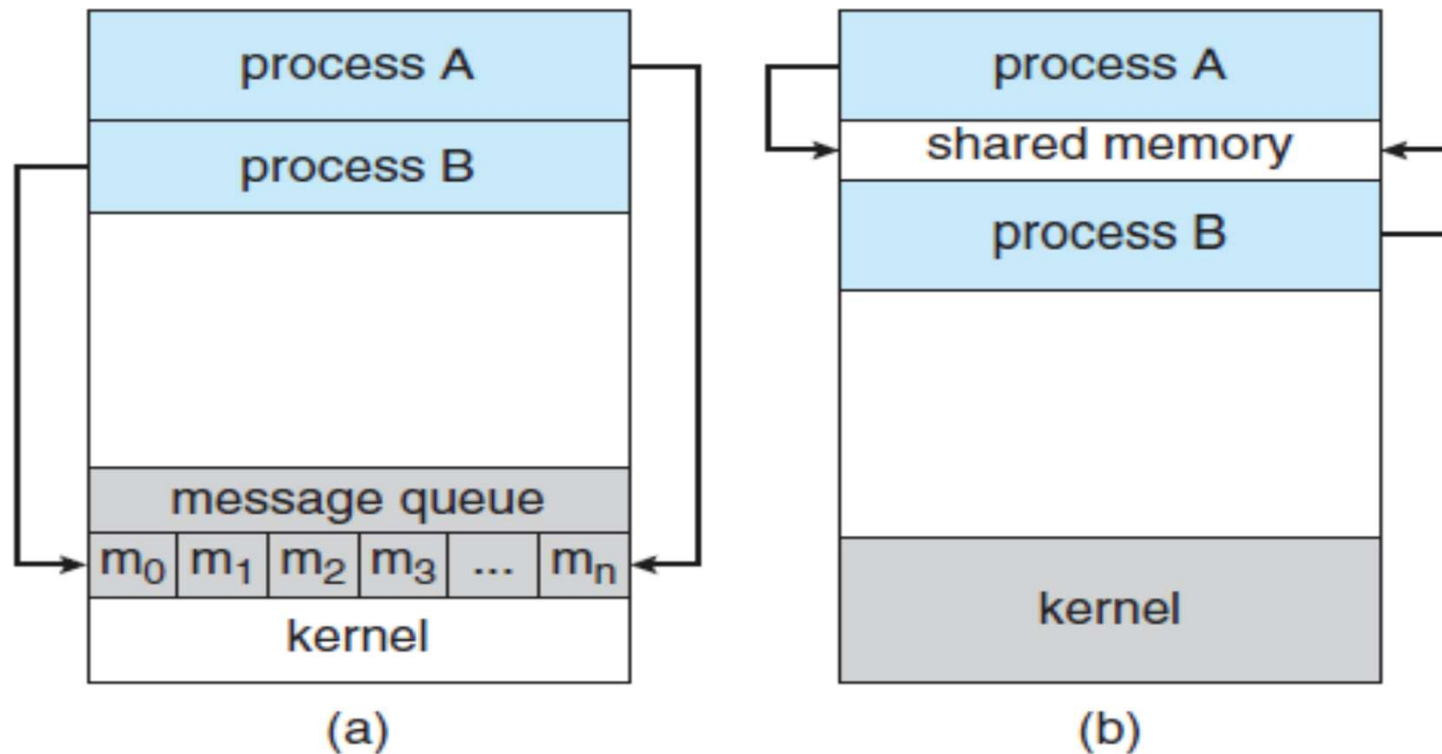 process A
process B
message queue
m0 m1 m2 m3 ... mn
kernel
(a)
process A
shared memory
process B
kernel
(b)